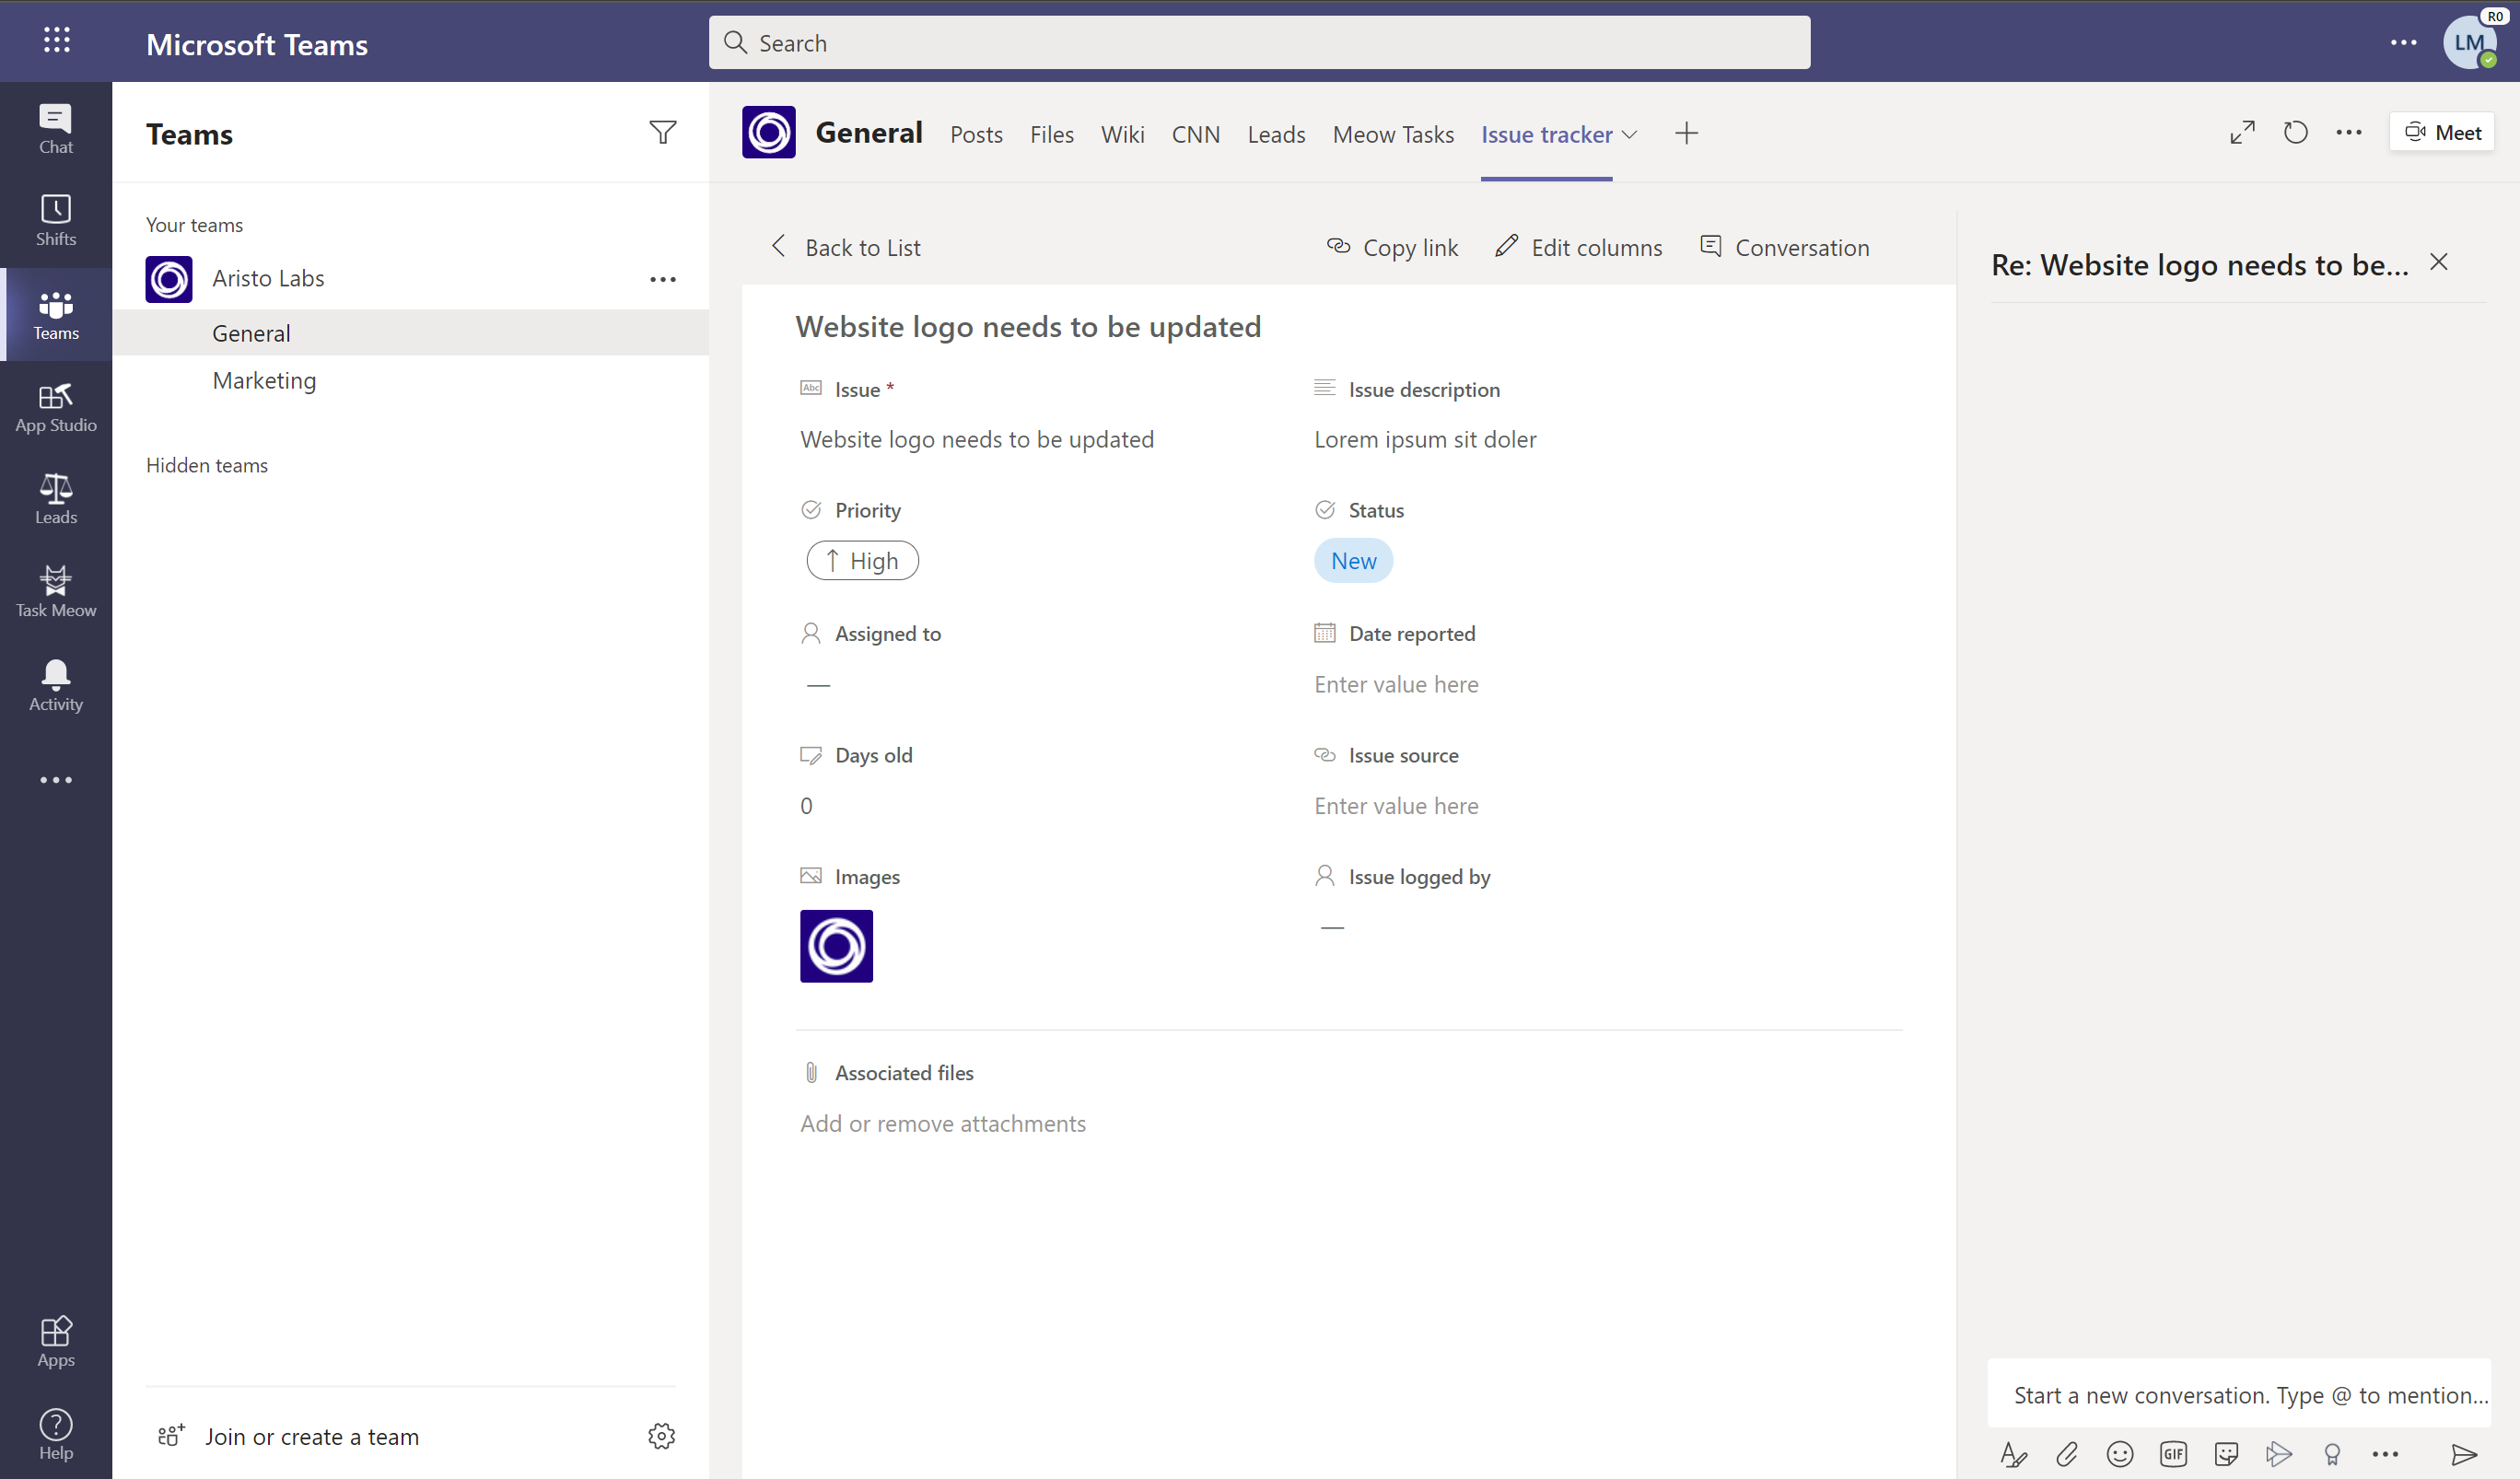 Microsoft Teams
Search
R0
LM
Chat
Shifts
Teams
App Studio
Leads
Task Meow
Activity
Apps
Help
Teams
Your teams
Aristo Labs
General
Marketing
Hidden teams
Join or create a team
General Posts Files Wiki CNN Leads Meow Tasks Issue tracker
Meet
Back to List Copy link Edit columns Conversation
Website logo needs to be updated
Abc Issue * Issue description
Website logo needs to be updated Lorem ipsum sit doler
Priority Status
High New
Assigned to Date reported
— Enter value here
Days old Issue source
0 Enter value here
Images Issue logged by
—
Associated files
Add or remove attachments
Re: Website logo needs to be...
Start a new conversation. Type @ to mention...
GIF